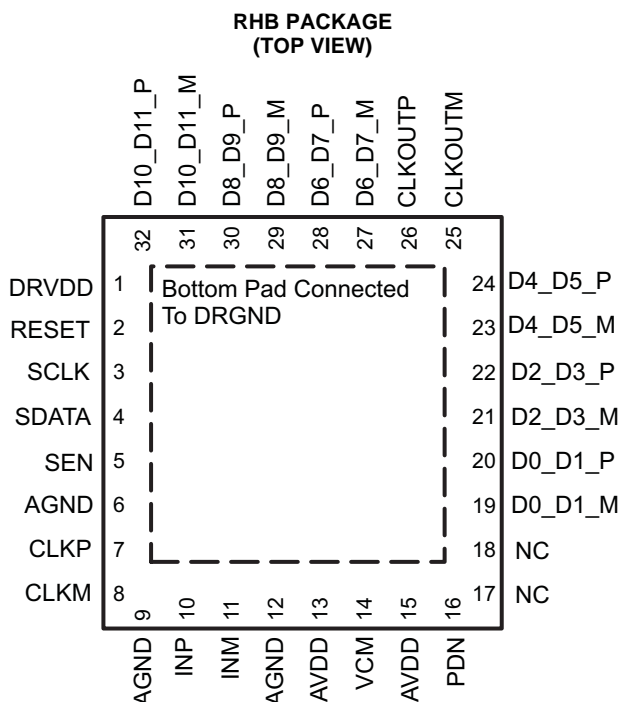 RHB PACKAGE
(TOP VIEW)
D10_D11_P
D10_D11_M
D8_D9_P
D8_D9_M
D6_D7_P
D6_D7_M
CLKOUTP
CLKOUTM
32 31 30 29 28 27 26 25
DRVDD 1
RESET 2
SCLK 3
SDATA 4
SEN 5
AGND 6
CLKP 7
CLKM 8
Bottom Pad Connected
To DRGND
24 D4_D5_P
23 D4_D5_M
22 D2_D3_P
21 D2_D3_M
20 D0_D1_P
19 D0_D1_M
18 NC
17 NC
9 10 11 12 13 14 15 16
AGND
INP
INM
AGND
AVDD
VCM
AVDD
PDN